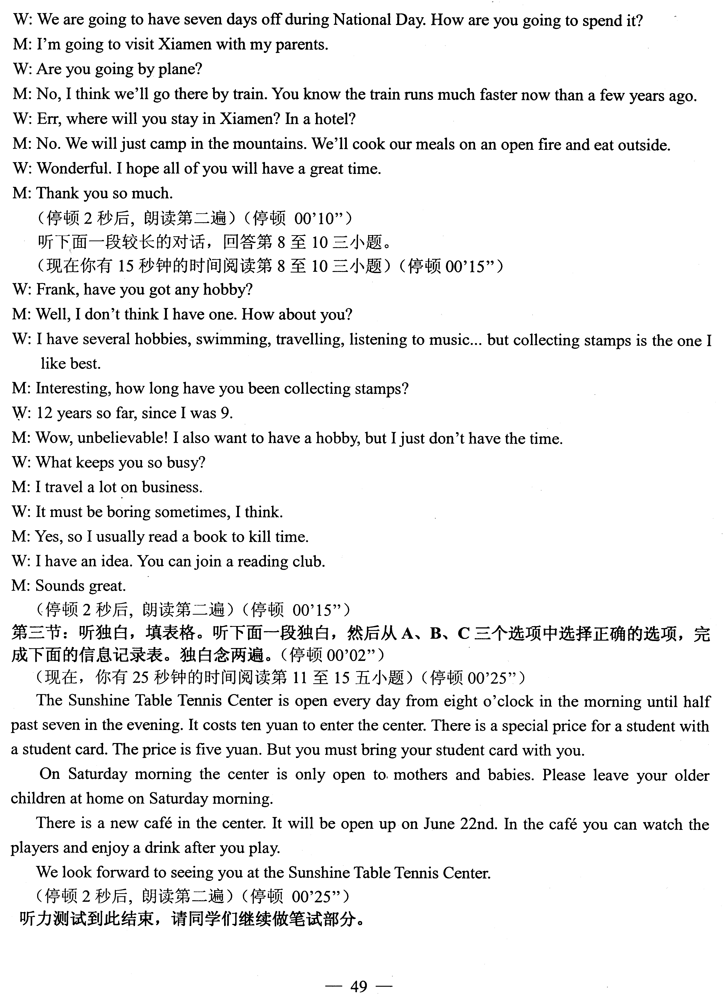 W: We are going to have seven days off during National Day. How are you going to spend it?
M: I'm going to visit Xiamen with my parents.
W: Are you going by plane?
M: No, I think we'll go there by train. You know the train runs much faster now than a few years ago.
W: Err, where will you stay in Xiamen? In a hotel?
M: No. We will just camp in the mountains. We'll cook our meals on an open fire and eat outside.
W: Wonderful. I hope all of you will have a great time.
M: Thank you so much.
（停顿 2 秒后, 朗读第二遍）（停顿 00’10”）
听下面一段较长的对话，回答第 8 至 10 三小题。
（现在你有 15 秒钟的时间阅读第 8 至 10 三小题）（停顿 00’15”）
W: Frank, have you got any hobby?
M: Well, I don't think I have one. How about you?
W: I have several hobbies, swimming, travelling, listening to music... but collecting stamps is the one I
like best.
M: Interesting, how long have you been collecting stamps?
W: 12 years so far, since I was 9.
M: Wow, unbelievable! I also want to have a hobby, but I just don't have the time.
W: What keeps you so busy?
M: I travel a lot on business.
W: It must be boring sometimes, I think.
M: Yes, so I usually read a book to kill time.
W: I have an idea. You can join a reading club.
M: Sounds great.
（停顿 2 秒后, 朗读第二遍）（停顿 00’15”）
第三节：听独白，填表格。听下面一段独白，然后从 A、B、C 三个选项中选择正确的选项，完
成下面的信息记录表。独白念两遍。（停顿 00’02”）
（现在，你有 25 秒钟的时间阅读第 11 至 15 五小题）（停顿 00’25”）
The Sunshine Table Tennis Center is open every day from eight o'clock in the morning until half
past seven in the evening. It costs ten yuan to enter the center. There is a special price for a student with
a student card. The price is five yuan. But you must bring your student card with you.
On Saturday morning the center is only open to mothers and babies. Please leave your older
children at home on Saturday morning.
There is a new café in the center. It will be open up on June 22nd. In the café you can watch the
players and enjoy a drink after you play.
We look forward to seeing you at the Sunshine Table Tennis Center.
（停顿 2 秒后, 朗读第二遍）（停顿 00’25”）
听力测试到此结束，请同学们继续做笔试部分。
— 49 —